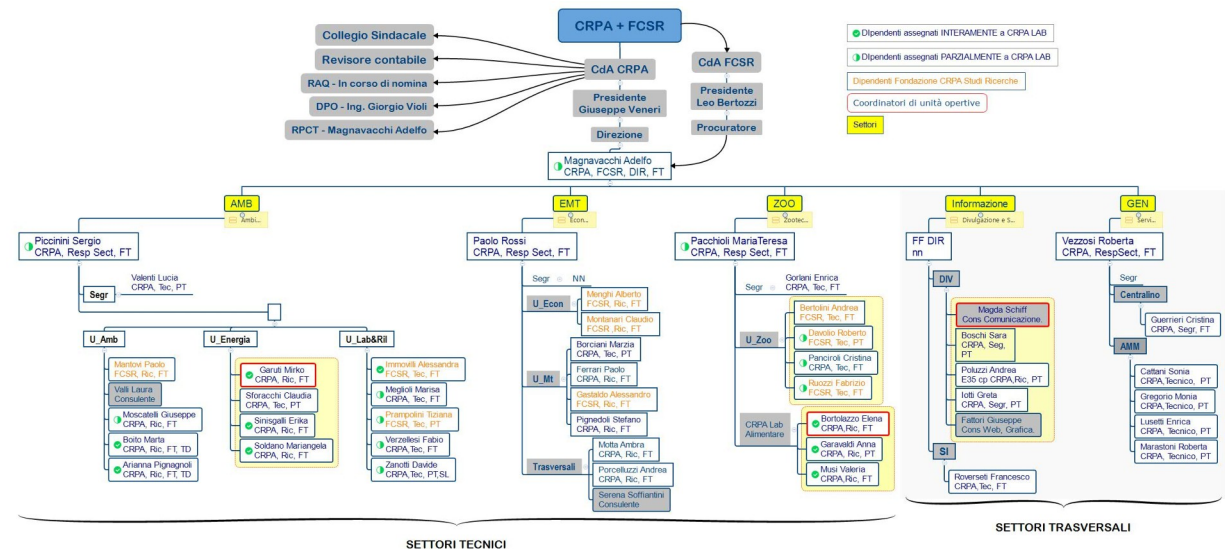 CRPA + FCSR
Collegio Sindacale
Revisore contabile
RAQ - In corso di nomina
DPO - Ing. Giorgio Violi
RPCT - Magnavacchi Adelfo
CdA CRPA
Presidente
Giuseppe Veneri
Direzione
CdA FCSR
Presidente
Leo Bertozzi
Procuratore
Magnavacchi Adelfo
CRPA, FCSR, DIR, FT
DIpendenti assegnati INTERAMENTE a CRPA LAB
DIpendenti assegnati PARZIALMENTE a CRPA LAB
Dipendenti Fondazione CRPA Studi Ricerche
Coordinatori di unità opertive
Settori
AMB
Ambi...
Piccinini Sergio
CRPA, Resp Sect, FT
Valenti Lucia
CRPA, Tec, PT
Segr
U_Amb
Mantovi Paolo
FCSR, Ric, FT
Valli Laura
Consulente
Moscatelli Giuseppe
CRPA, Ric, FT
Boito Marta
CRPA, Ric, FT, TD
Arianna Pignagnoli
CRPA, Ric, FT, TD
U_Energia
Garuti Mirko
CRPA, Ric, FT
Sforacchi Claudia
CRPA, Tec, PT
Sinisgalli Erika
CRPA, Ric, FT
Soldano Mariangela
CRPA, Ric, FT
U_Lab&Ril
Immovilli Alessandra
FCSR, Tec, FT
Meglioli Marisa
CRPA, Tec, FT
Prampolini Tiziana
FCSR, Tec, PT
Verzellesi Fabio
CRPA,Tec, FT
Zanotti Davide
CRPA,Tec, PT,SL
EMT
Econ...
Paolo Rossi
CRPA, Resp Sect, FT
Segr
NN
U_Econ
Menghi Alberto
FCSR, Ric, FT
Montanari Claudio
FCSR ,Ric, FT
U_Mt
Borciani Marzia
CRPA, Tec, PT
Ferrari Paolo
CRPA, Ric, FT
Gastaldo Alessandro
FCSR, Ric, FT
Pignedoli Stefano
CRPA, Ric, FT
Trasversali
Motta Ambra
CRPA, Ric, FT
Porcelluzzi Andrea
CRPA, Ric, FT
Serena Soffiantini
Consulente
ZOO
Zootec...
Pacchioli MariaTeresa
CRPA, Resp Sect, FT
Segr
Gorlani Enrica
CRPA, Tec, FT
U_Zoo
Bertolini Andrea
FCSR, Tec, FT
Davolio Roberto
FCSR, Tec, PT
Panciroli Cristina
CRPA, Tec, FT
Ruozzi Fabrizio
FCSR, Ric, FT
CRPA Lab
Alimentare
Bortolazzo Elena
CRPA,Ric, FT
Garavaldi Anna
CRPA, Ric, PT
Musi Valeria
CRPA,Ric, FT
Informazione
Divulgazione e S...
FF DIR
nn
DIV
Magda Schiff
Cons Comunicazione.
Boschi Sara
CRPA, Seg,
PT
Poluzzi Andrea
E35 cp CRPA,Ric, PT
Iotti Greta
CRPA, Segr, PT
Fattori Giuseppe
Cons Web, Grafica.
SI
Roverseti Francesco
CRPA,Tec, FT
GEN
Servi...
Vezzosi Roberta
CRPA, RespSect, FT
Segr
Centralino
Guerrieri Cristina
CRPA, Segr, FT
AMM
Cattani Sonia
CRPA,Tecnico, PT
Gregorio Monia
CRPA,Tecnico, PT
Lusetti Enrica
CRPA,Tecnico, PT
Marastoni Roberta
CRPA, Tecnico, PT
SETTORI TECNICI
SETTORI TRASVERSALI